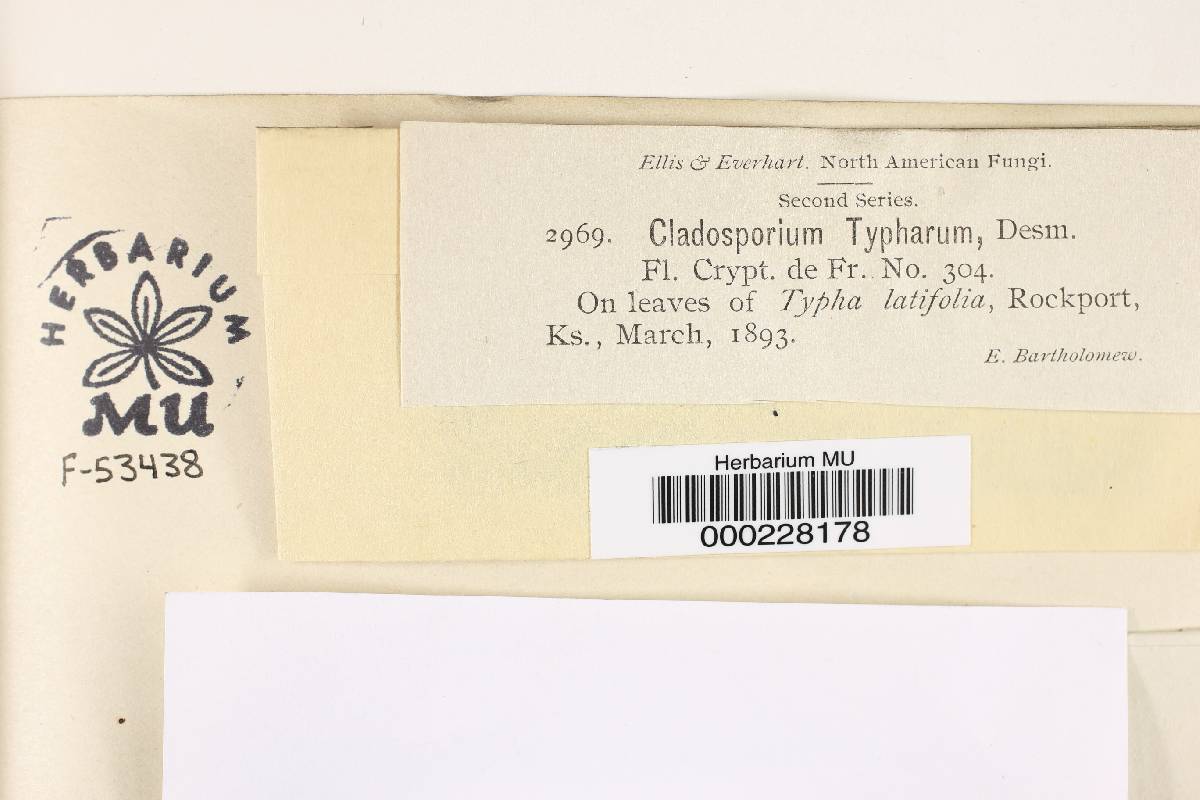 Ellis & Everhart. North American Fungi.
Second Series.
2969. Cladosporium Typharum, Desm.
Fl. Crypt. de Fr. No. 304.
On leaves of Typha latifolia, Rockport,
Ks., March, 1893.
E. Bartholomew.
HERBARIUM
MU
F-53438
Herbarium MU
000228178